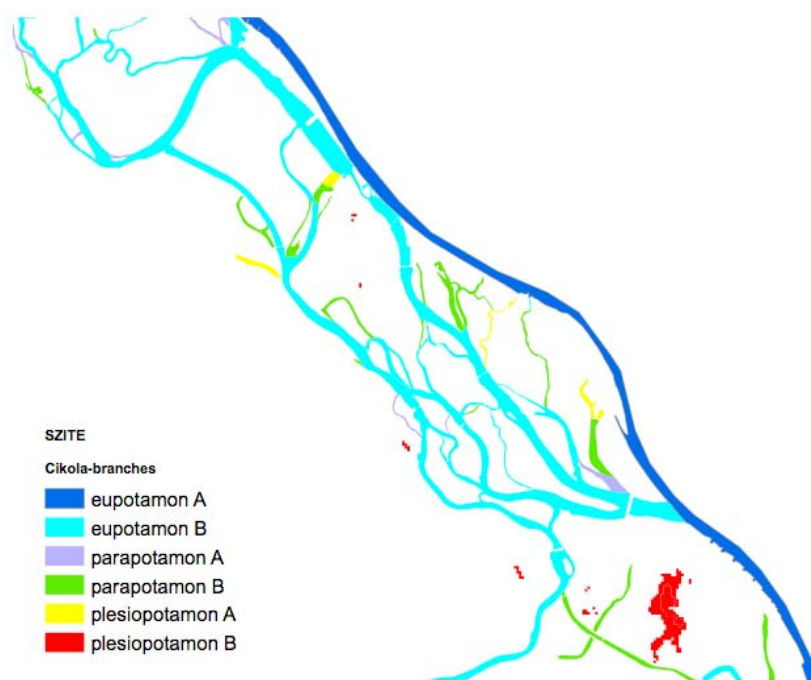 SZITE
Cikola-branches
eupotamon A
eupotamon B
parapotamon A
parapotamon B
plesiopotamon A
plesiopotamon B